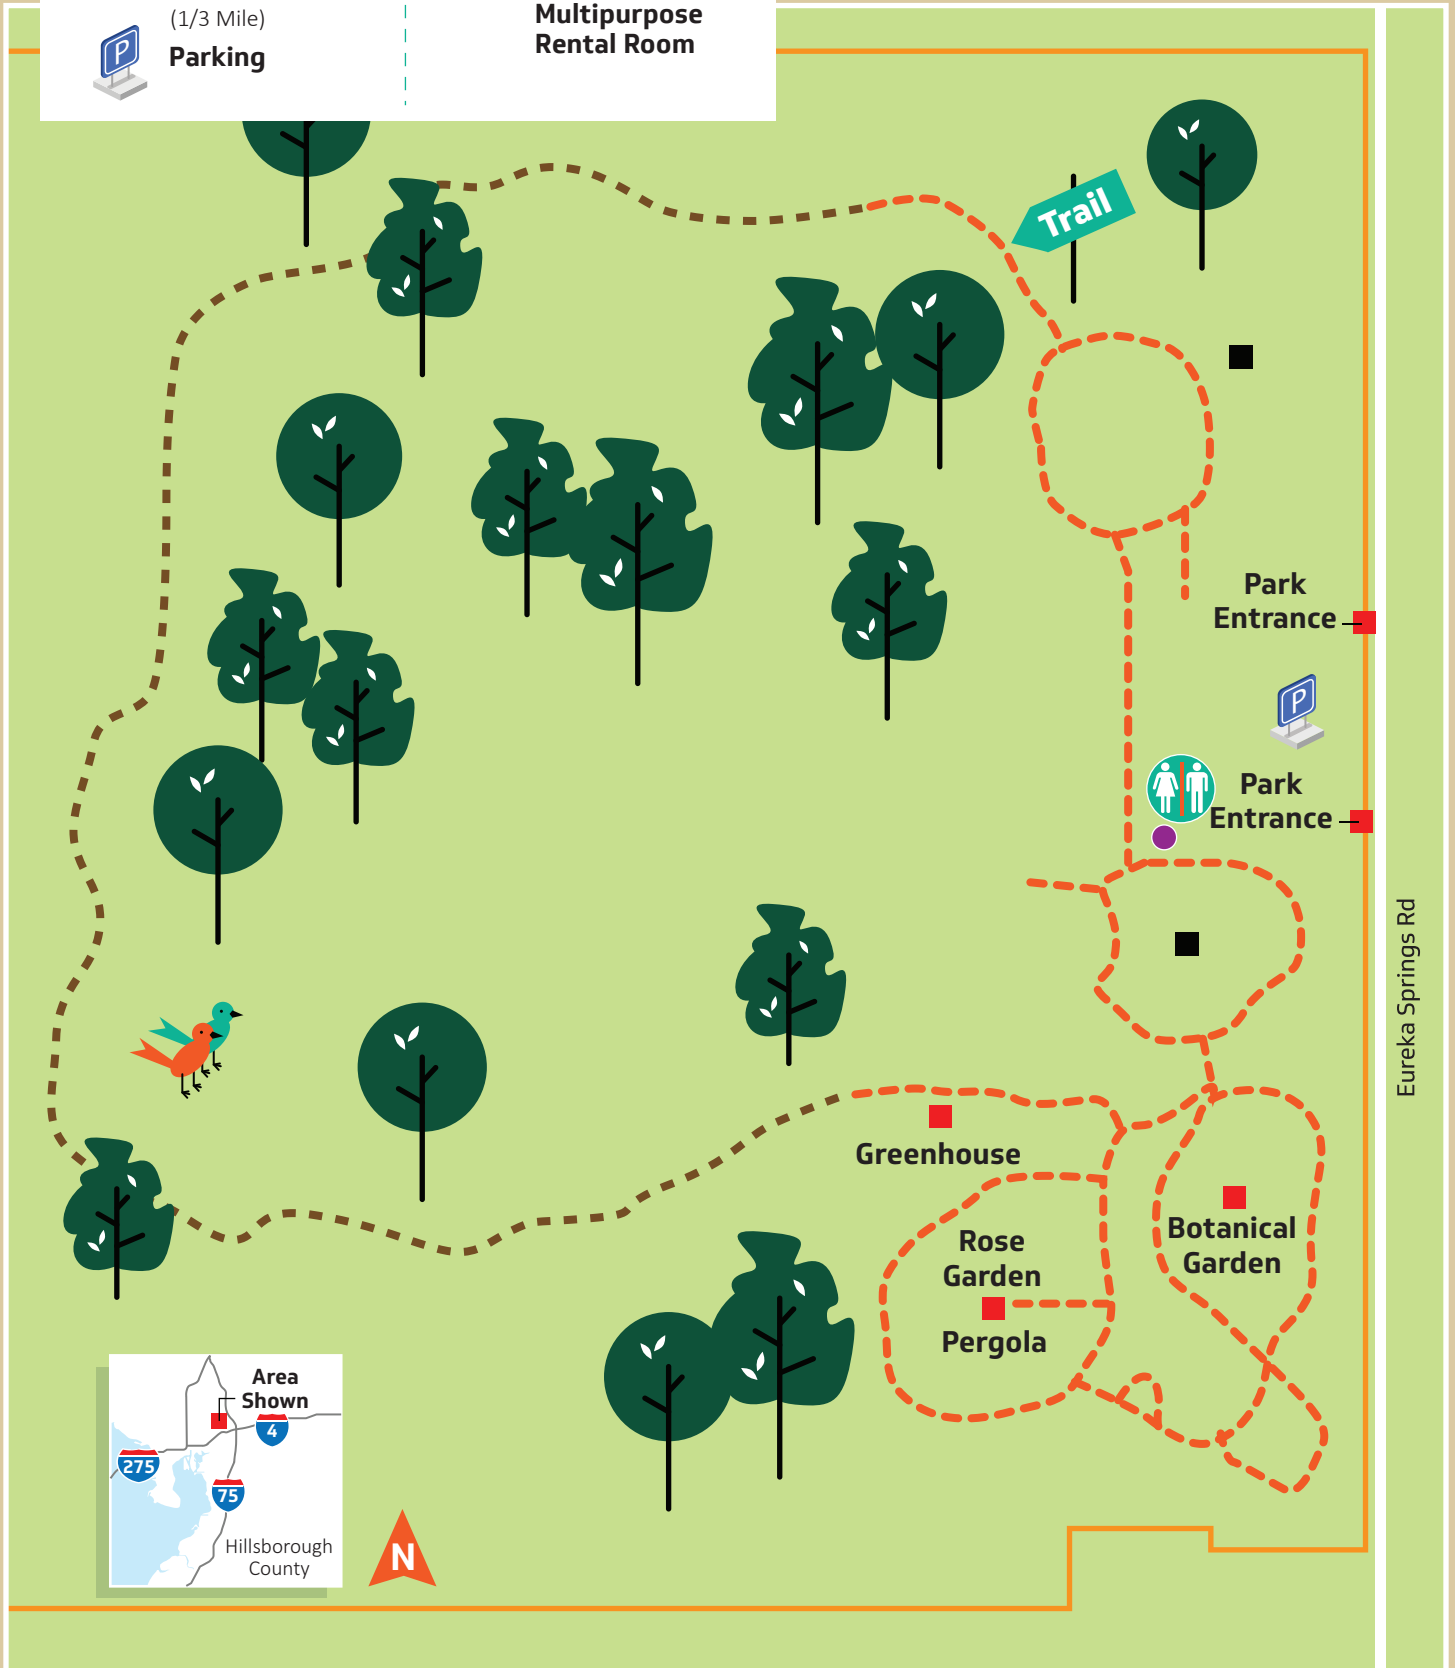 (1/3 Mile)
P
Parking
Multipurpose
Rental Room
Trail
Park
Entrance
P
Park
Entrance
Eureka Springs Rd
Greenhouse
Botanical
Garden
Rose
Garden
Pergola
Area
Shown
4
275
75
Hillsborough
County
N